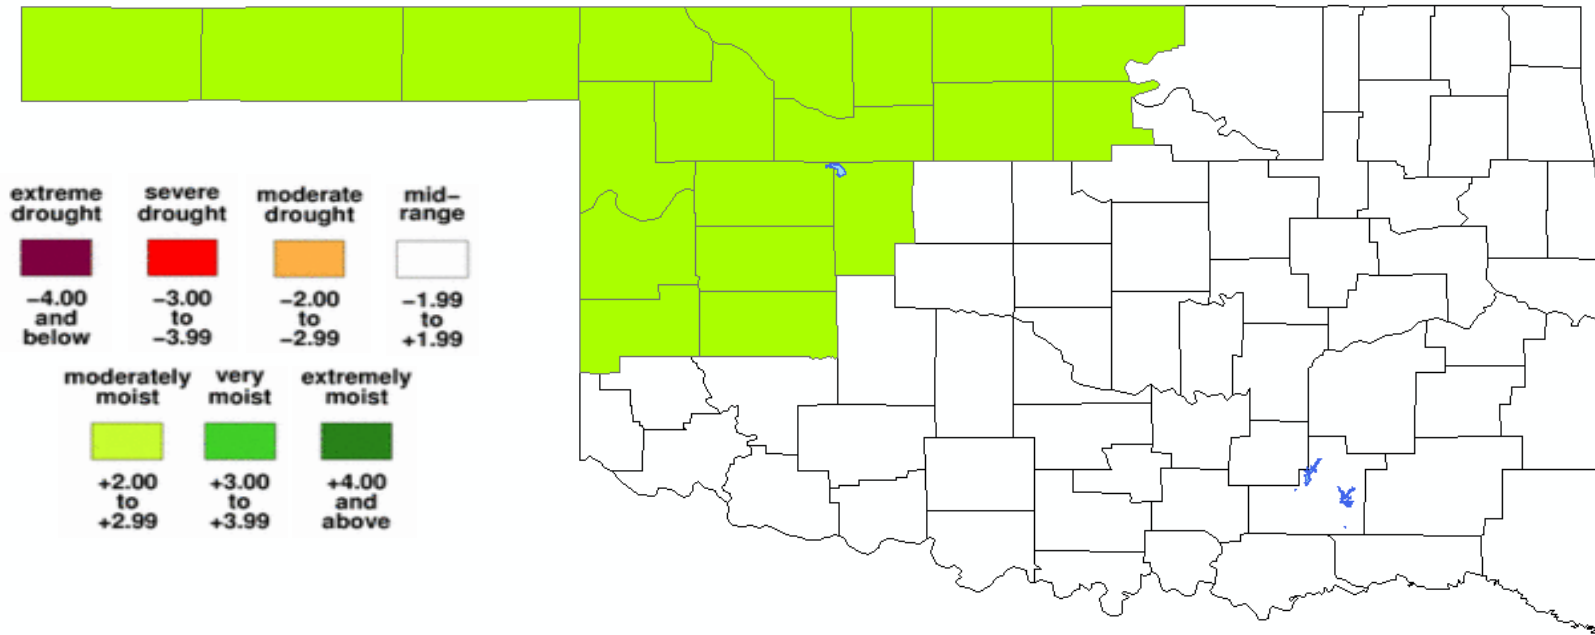 extreme drought
severe drought
moderate drought
mid-range
−4.00 and below
−3.00 to −3.99
−2.00 to −2.99
−1.99 to +1.99
moderately moist
very moist
extremely moist
+2.00 to +2.99
+3.00 to +3.99
+4.00 and above